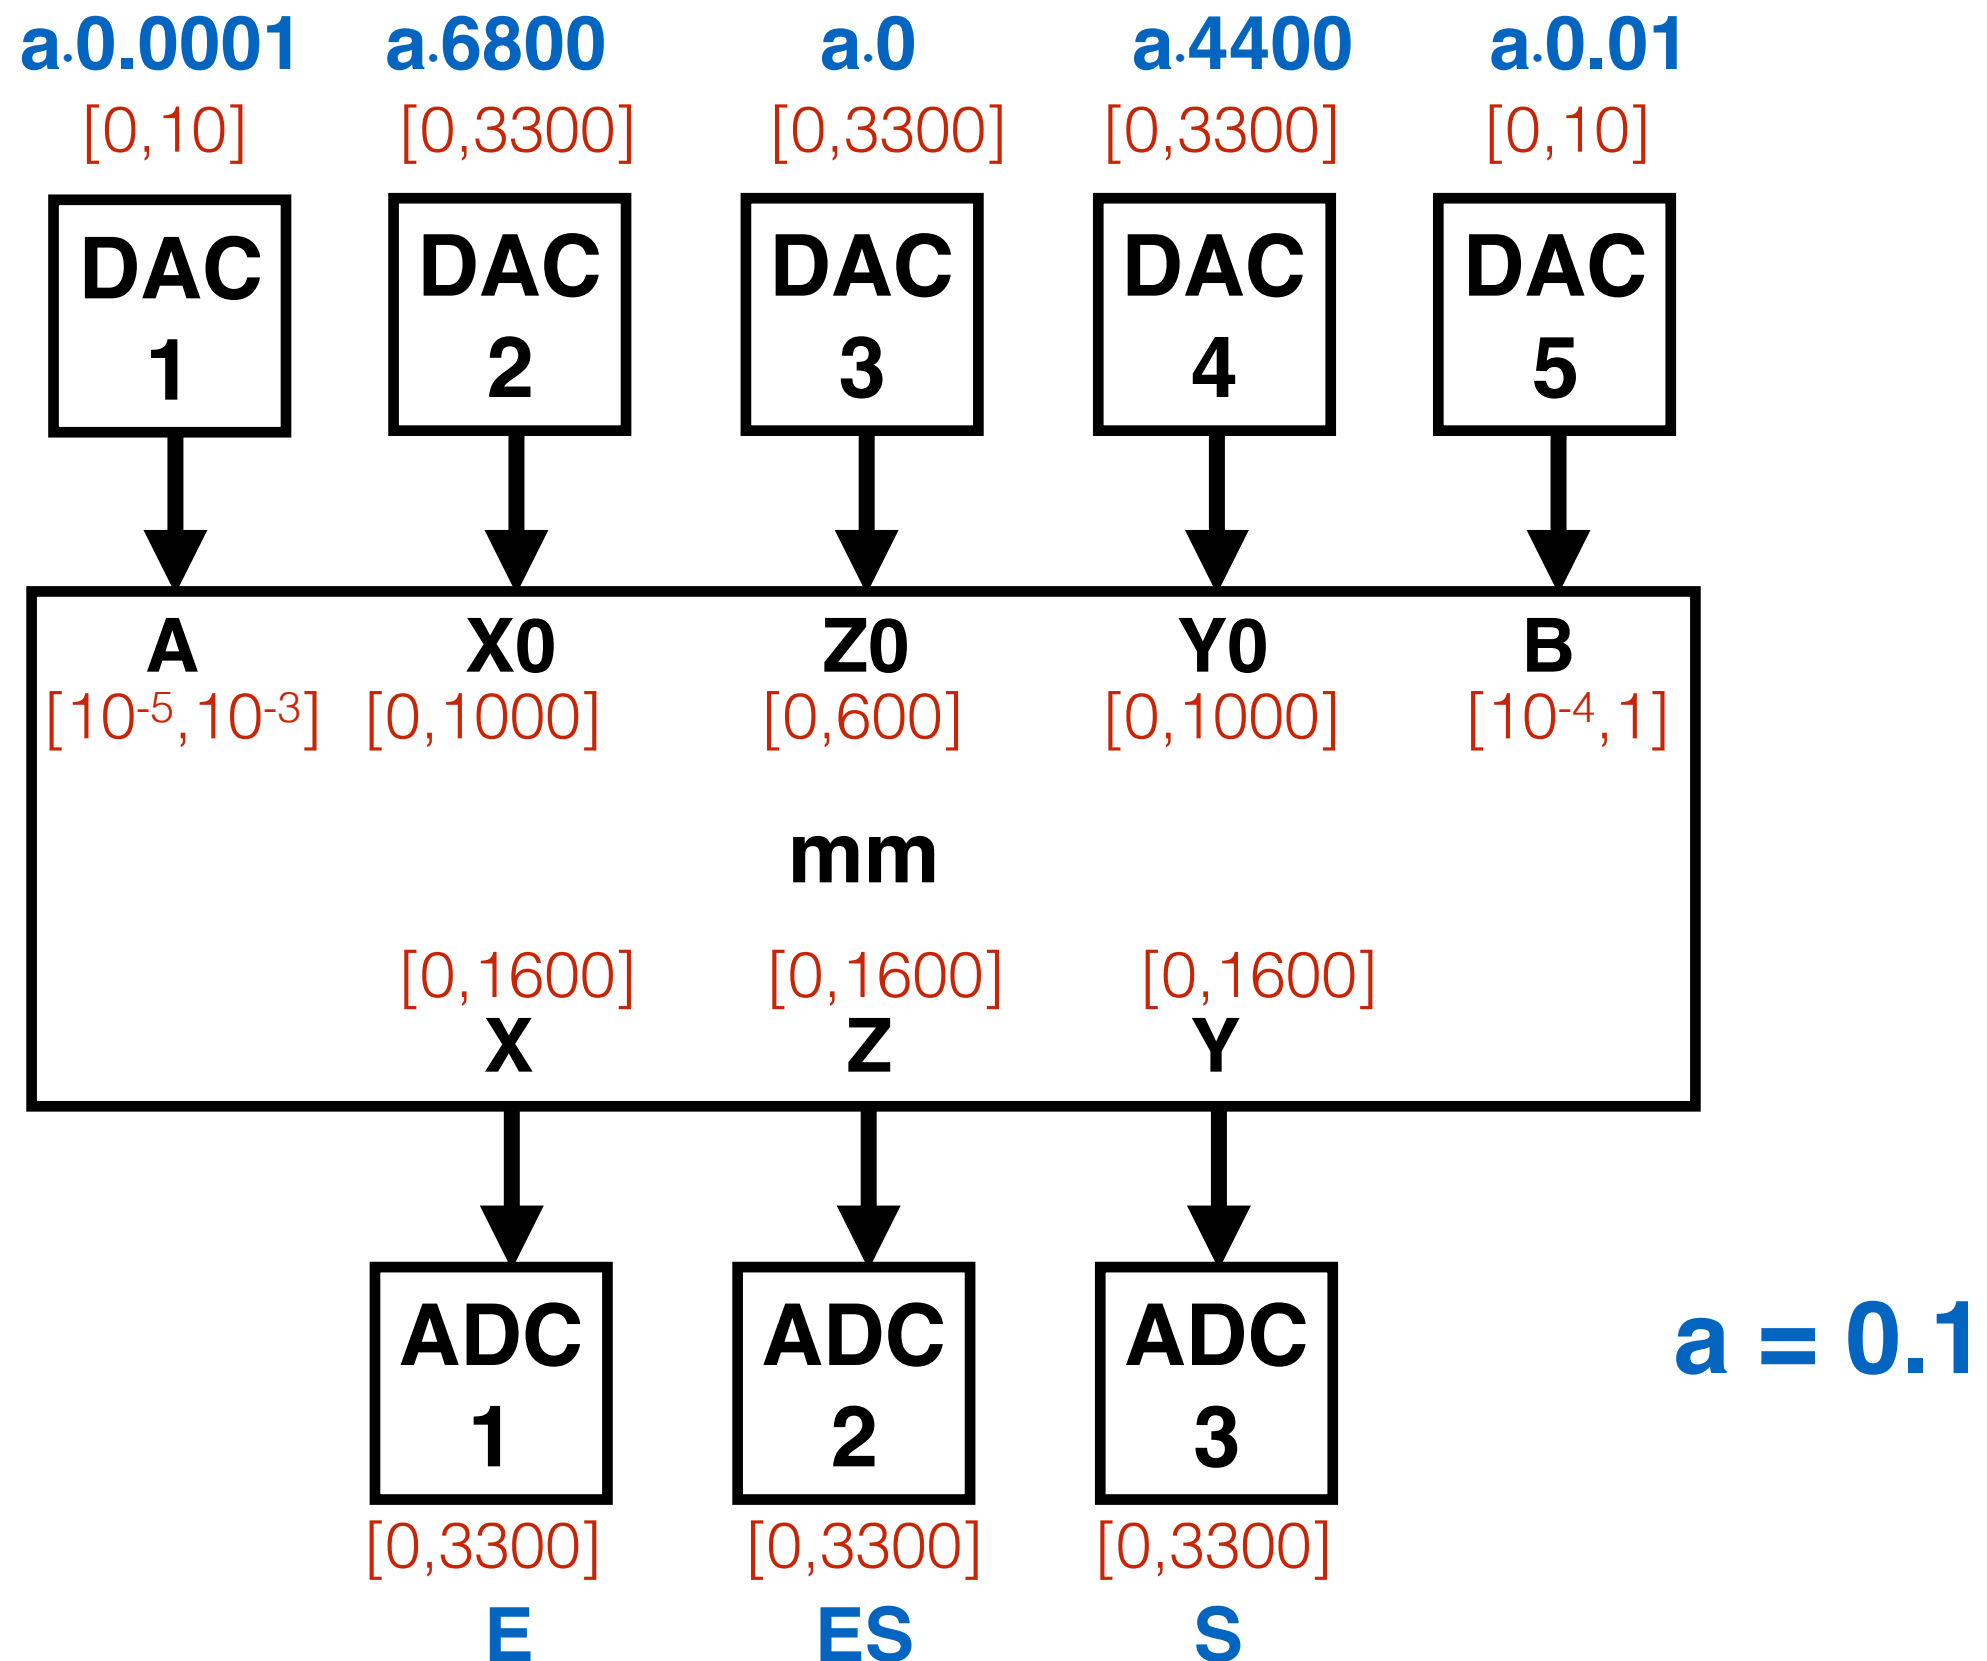 a·0.0001 a·6800 a·0 a·4400 a·0.01
[0,10] [0,3300] [0,3300] [0,3300] [0,10]
DAC DAC DAC DAC DAC
1 2 3 4 5
A X0 Z0 Y0 B
[10⁻⁵,10⁻³] [0,1000] [0,600] [0,1000] [10⁻⁴,1]
mm
[0,1600] [0,1600] [0,1600]
X Z Y
ADC ADC ADC
1 2 3
a = 0.1
[0,3300] [0,3300] [0,3300]
E ES S